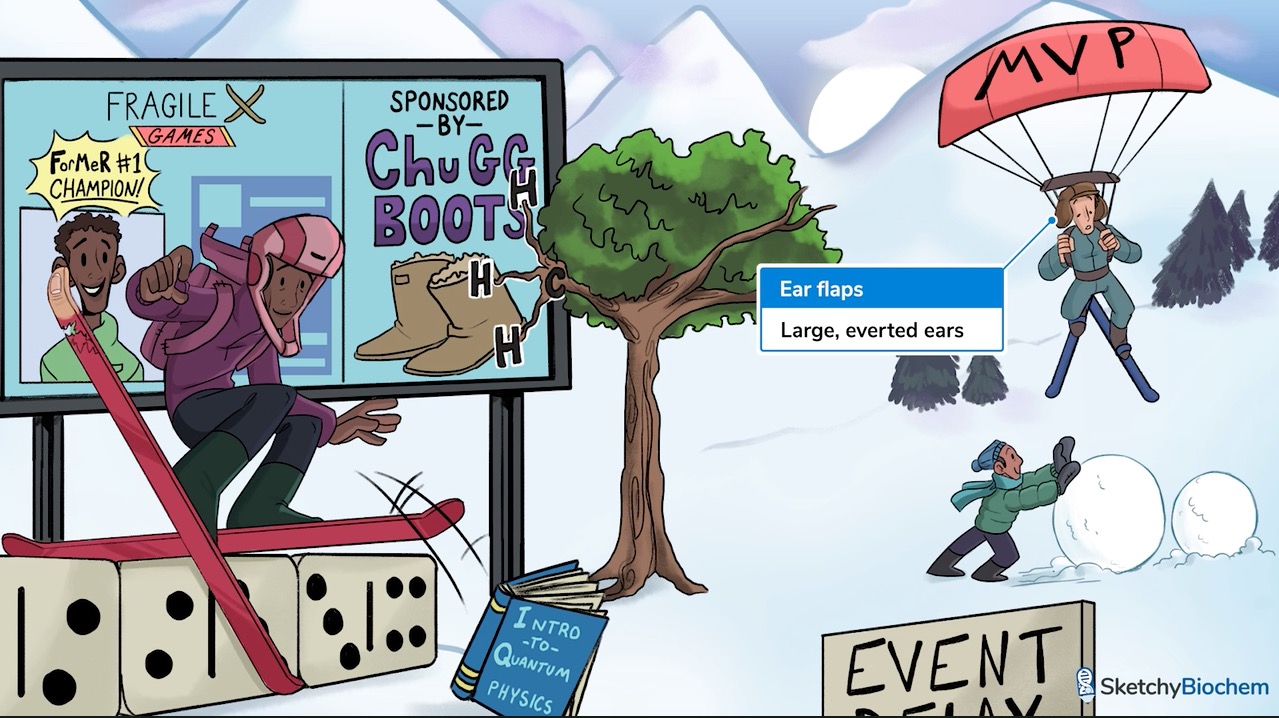 FRAGILE X
GAMES
FoRMeR #1
CHAMPION!
SPONSORED
-BY-
ChuGG
BOOTS
H
H
C
H
MVP
Ear flaps
Large, everted ears
INTRO
-TO-
QUANTUM
PHYSICS
EVENT
DELAY
SketchyBiochem